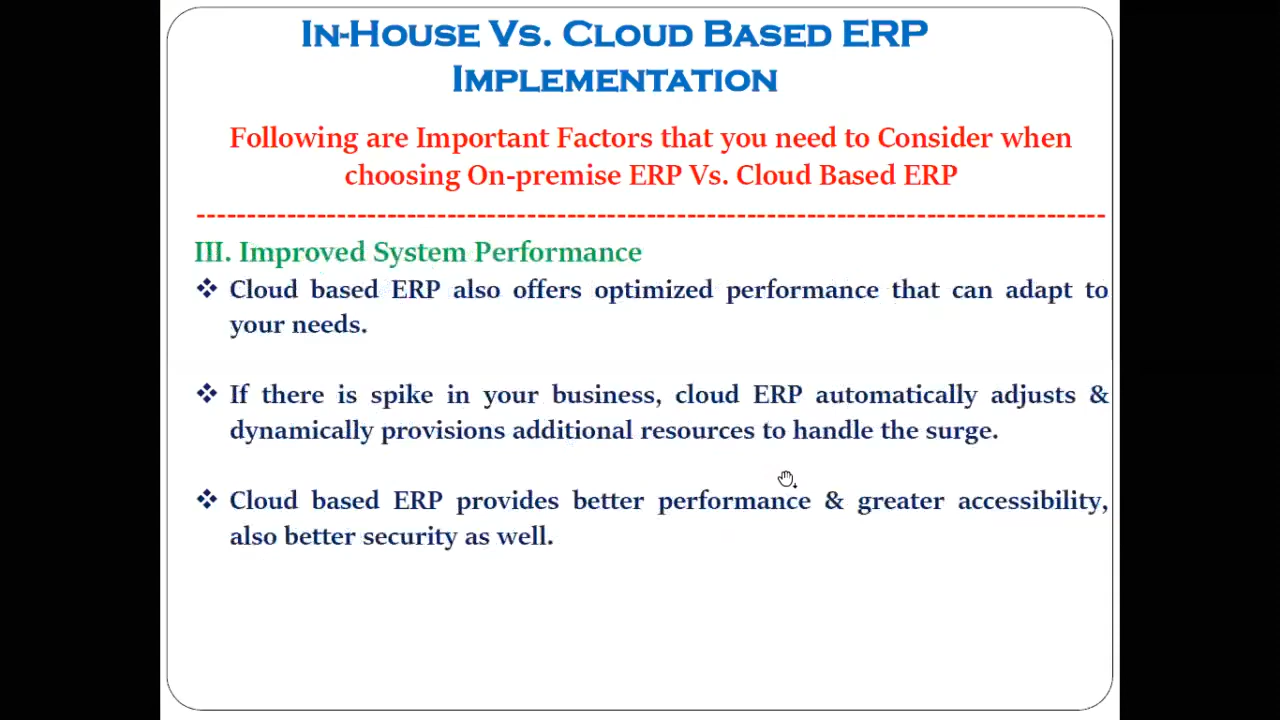 In-House Vs. Cloud Based ERP
Implementation
Following are Important Factors that you need to Consider when
choosing On-premise ERP Vs. Cloud Based ERP
--------------------------------------------------------------------------------------------
III. Improved System Performance
❖ Cloud based ERP also offers optimized performance that can adapt to
your needs.
❖ If there is spike in your business, cloud ERP automatically adjusts &
dynamically provisions additional resources to handle the surge.
❖ Cloud based ERP provides better performance & greater accessibility,
also better security as well.